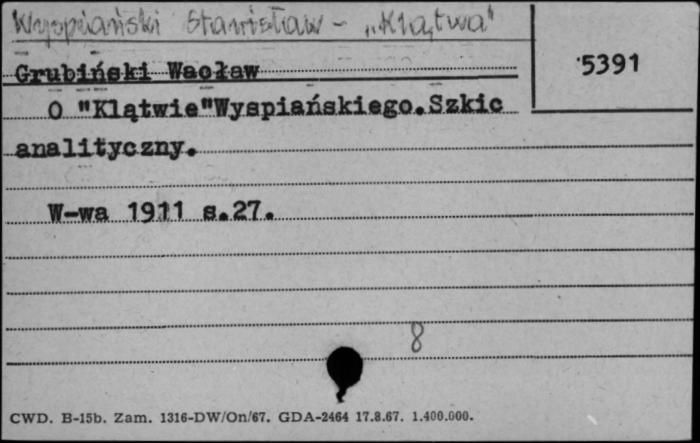 Wyspiański Stanisław - „Klątwa"
5391
Grubiński Wacław
O "Klątwie"Wyspiańskiego.Szkic
analityczny.
W-wa 1911 s.27.
8
CWD. B-15b. Zam. 1316-DW/On/67. GDA-2464 17.8.67. 1.400.000.